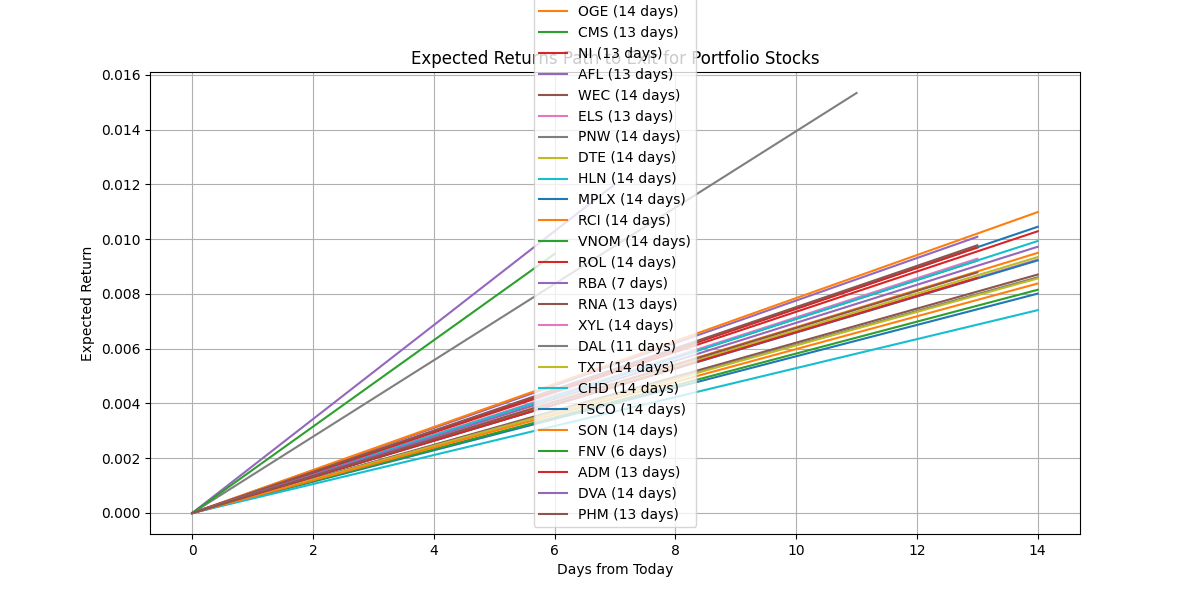 Expected Returns Path to Exit for Portfolio Stocks
OGE (14 days)
CMS (13 days)
NI (13 days)
AFL (13 days)
WEC (14 days)
ELS (13 days)
PNW (14 days)
DTE (14 days)
HLN (14 days)
MPLX (14 days)
RCI (14 days)
VNOM (14 days)
ROL (14 days)
RBA (7 days)
RNA (13 days)
XYL (14 days)
DAL (11 days)
TXT (14 days)
CHD (14 days)
TSCO (14 days)
SON (14 days)
FNV (6 days)
ADM (13 days)
DVA (14 days)
PHM (13 days)
Expected Return
0.016
0.014
0.012
0.010
0.008
0.006
0.004
0.002
0.000
0 2 4 6 8 10 12 14
Days from Today